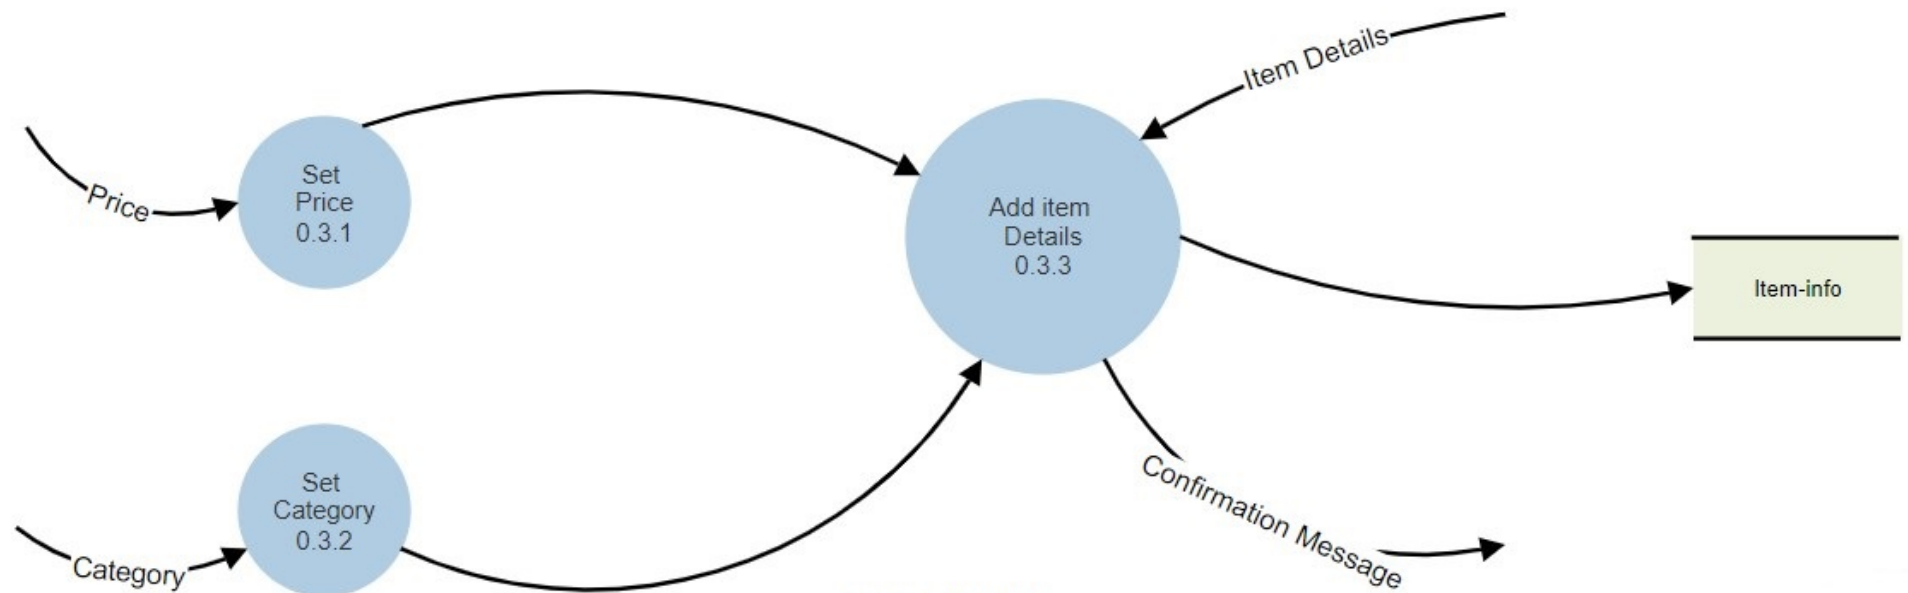 Item Details
Price
Set
Price
0.3.1
Add item
Details
0.3.3
Item-info
Confirmation Message
Set
Category
0.3.2
Category